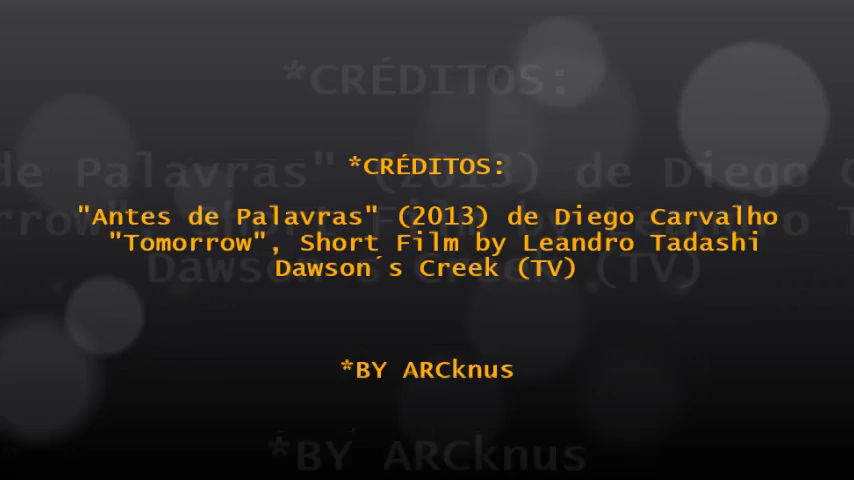 *CRÉDITOS:
"Antes de Palavras" (2013) de Diego Carvalho
"Tomorrow", Short Film by Leandro Tadashi
Dawson´s Creek (TV)
*BY ARCknus